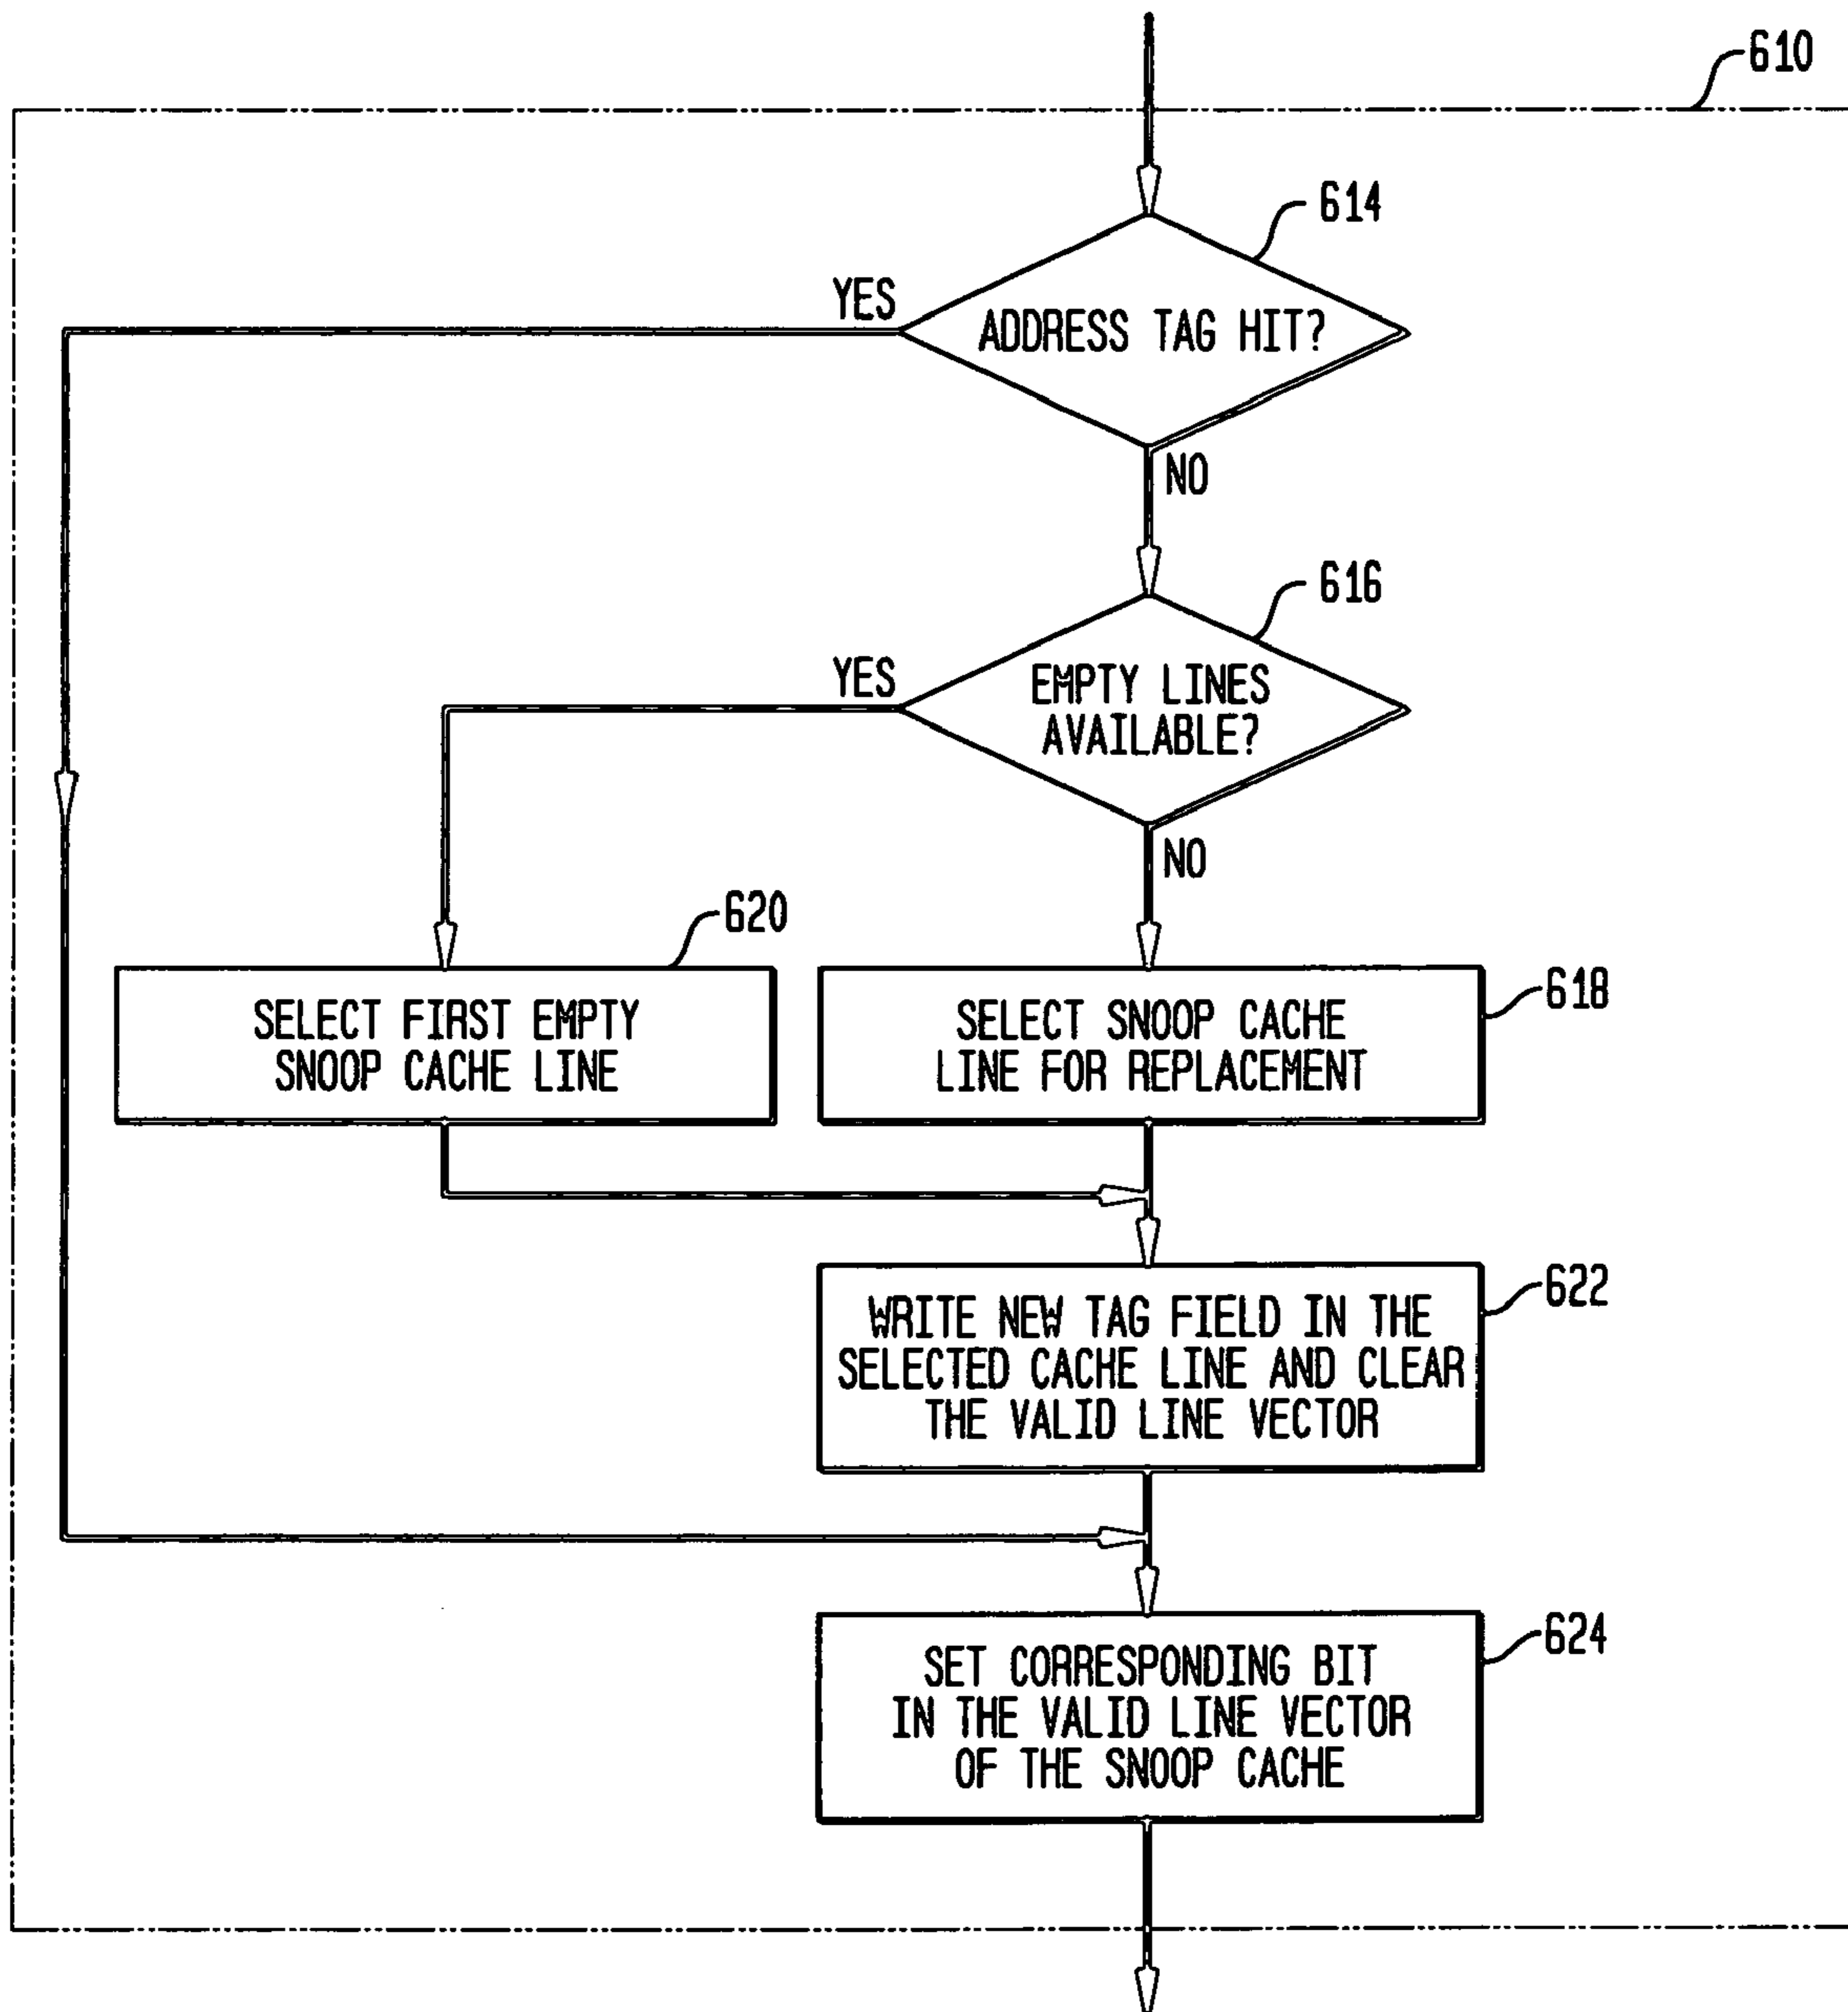 610
614
YES
ADDRESS TAG HIT?
NO
616
YES
EMPTY LINES
AVAILABLE?
NO
620
618
SELECT FIRST EMPTY
SNOOP CACHE LINE
SELECT SNOOP CACHE
LINE FOR REPLACEMENT
622
WRITE NEW TAG FIELD IN THE
SELECTED CACHE LINE AND CLEAR
THE VALID LINE VECTOR
624
SET CORRESPONDING BIT
IN THE VALID LINE VECTOR
OF THE SNOOP CACHE